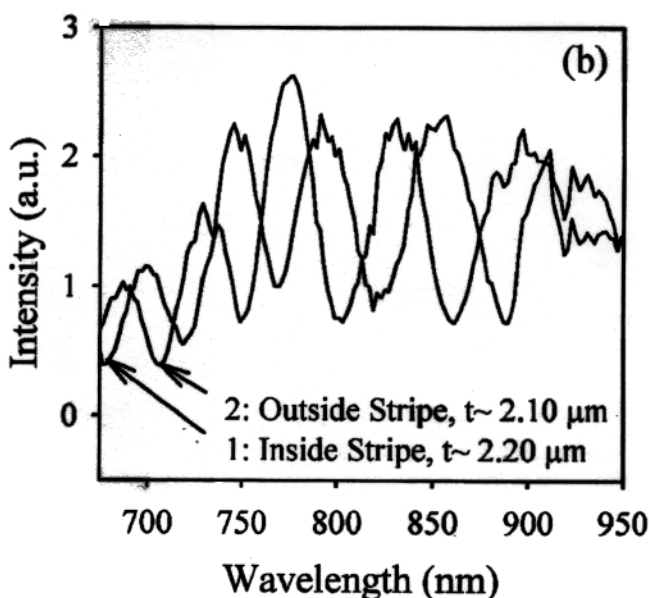 3
(b)
2
Intensity (a.u.)
1
0
2: Outside Stripe, t~ 2.10 μm
1: Inside Stripe, t~ 2.20 μm
700 750 800 850 900 950
Wavelength (nm)